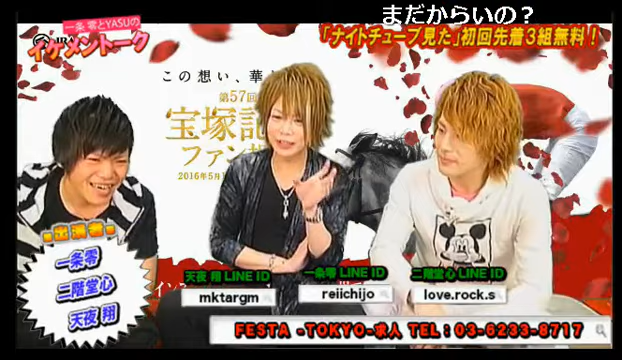 まだからいの？
一条 零とYASUの
イケメントーク
「ナイトチューブ見た」初回先着3組無料！
この想い、華
第57回
宝塚記
ファン
2016年5月
出演者
一条零
二階堂心
天夜 翔
天夜 翔 LINE ID
一条零 LINE ID
二階堂心 LINE ID
mktargm
reiichijo
love.rock.s
FESTA -TOKYO-求人 TEL：03-6233-8717